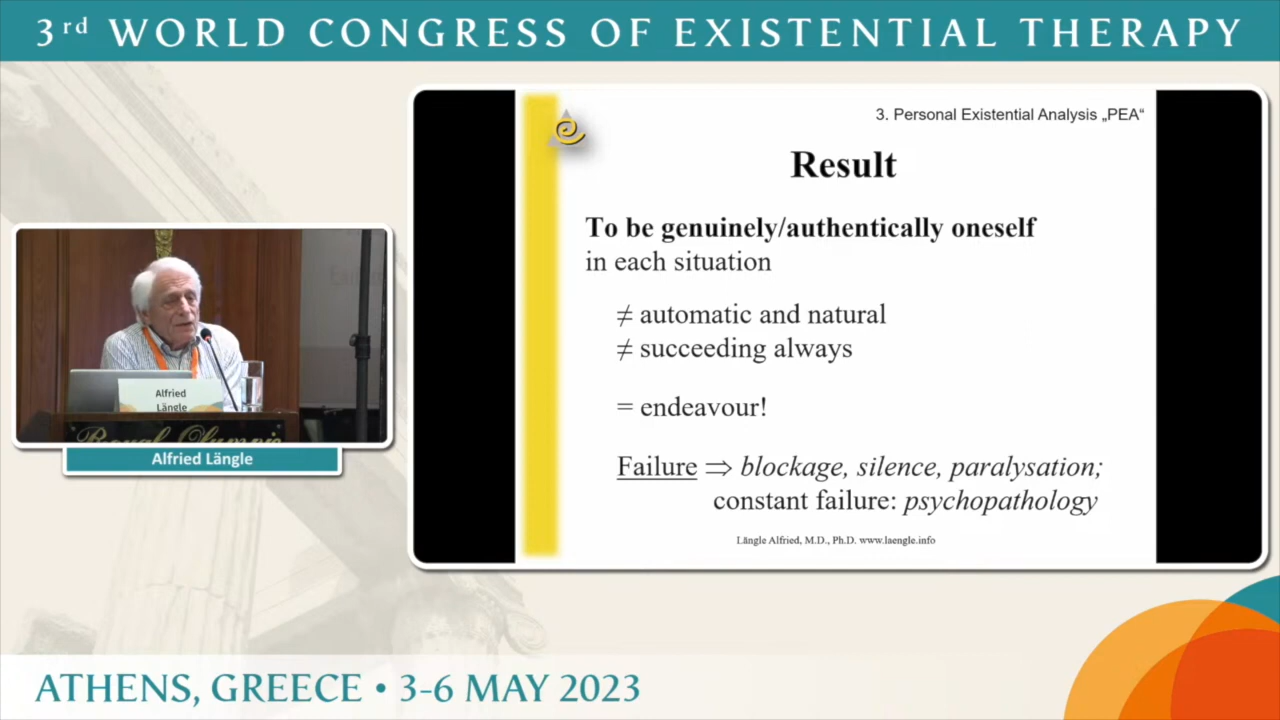 3rd WORLD CONGRESS OF EXISTENTIAL THERAPY
3. Personal Existential Analysis „PEA“
Result
To be genuinely/authentically oneself
in each situation
≠ automatic and natural
≠ succeeding always
= endeavour!
Failure ⇒ blockage, silence, paralysation;
constant failure: psychopathology
Längle Alfried, M.D., Ph.D. www.laengle.info
Alfried
Längle
Royal Olympic
Alfried Längle
ATHENS, GREECE • 3-6 MAY 2023